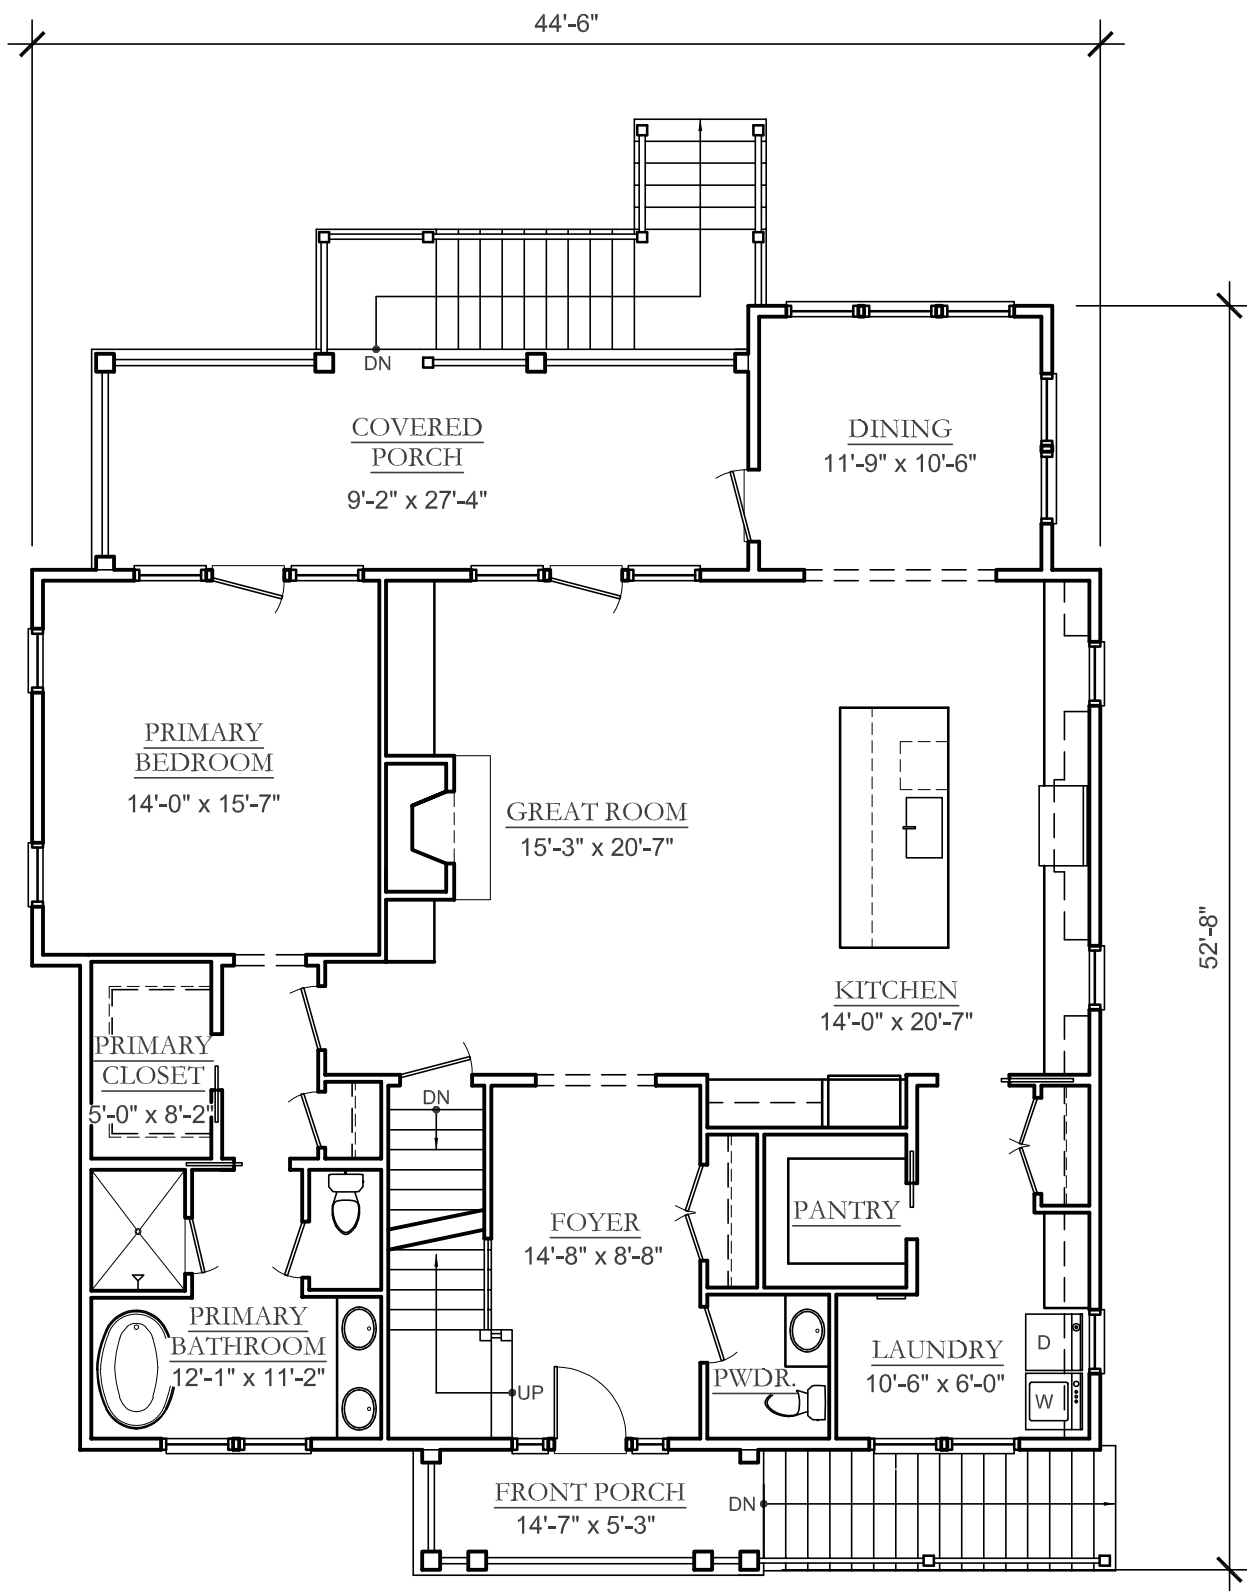 44'-6"
DN
COVERED
PORCH
9'-2" x 27'-4"
DINING
11'-9" x 10'-6"
PRIMARY
BEDROOM
14'-0" x 15'-7"
GREAT ROOM
15'-3" x 20'-7"
52'-8"
KITCHEN
14'-0" x 20'-7"
PRIMARY
CLOSET
5'-0" x 8'-2"
DN
FOYER
14'-8" x 8'-8"
PANTRY
PRIMARY
BATHROOM
12'-1" x 11'-2"
UP
PWDR.
LAUNDRY
10'-6" x 6'-0"
D
W
FRONT PORCH
14'-7" x 5'-3"
DN